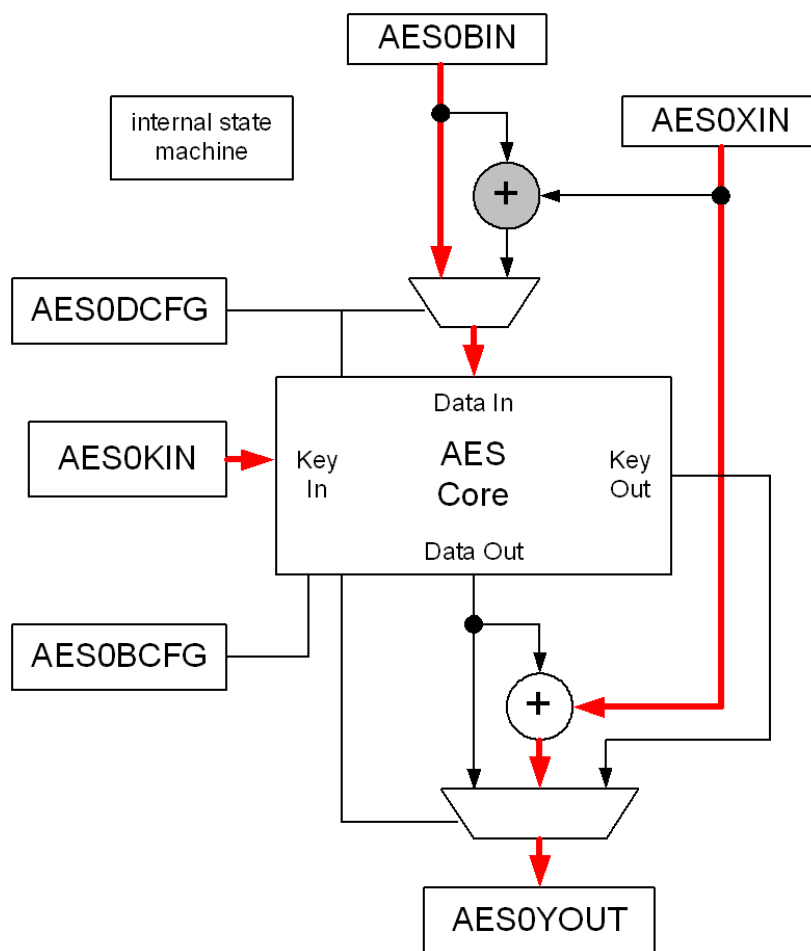 AES0BIN
internal state
machine
AES0XIN
+
AES0DCFG
Data In
AES0KIN
Key
In
AES
Core
Key
Out
Data Out
AES0BCFG
+
AES0YOUT